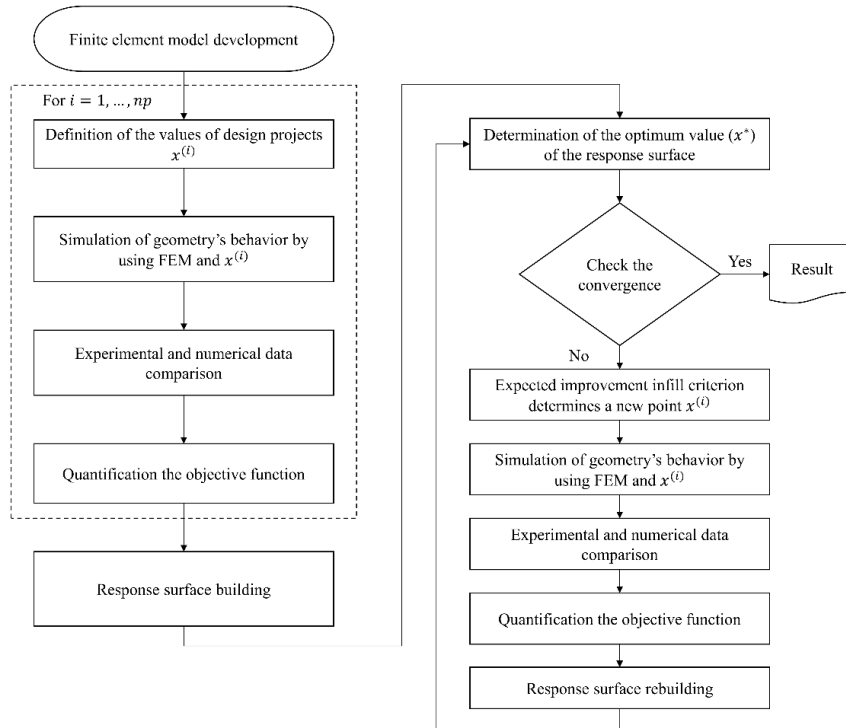 Finite element model development
For i = 1, … , np
Definition of the values of design projects
x⁽ⁱ⁾
Simulation of geometry's behavior by
using FEM and x⁽ⁱ⁾
Experimental and numerical data
comparison
Quantification the objective function
Response surface building
Determination of the optimum value (x*)
of the response surface
Check the
convergence
Yes
Result
No
Expected improvement infill criterion
determines a new point x⁽ⁱ⁾
Simulation of geometry's behavior by
using FEM and x⁽ⁱ⁾
Experimental and numerical data
comparison
Quantification the objective function
Response surface rebuilding